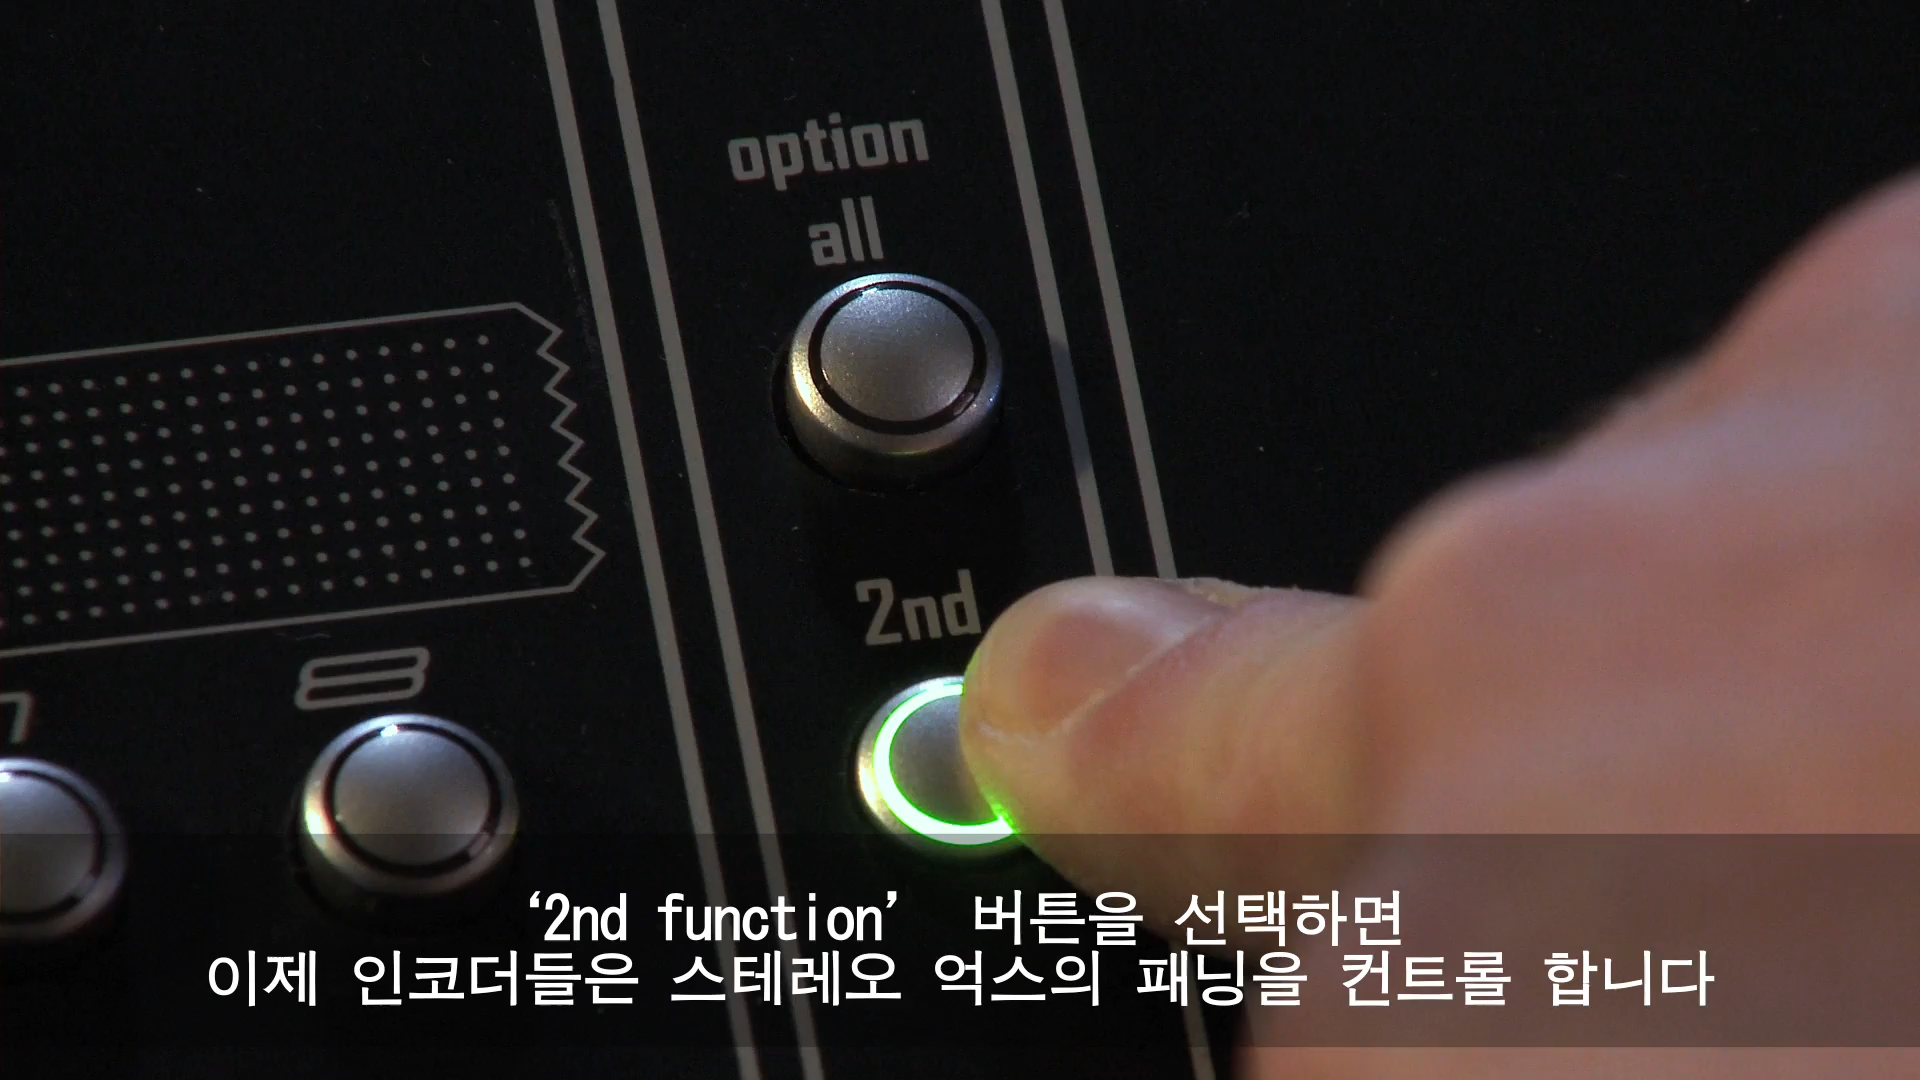 option
all
2nd
7
8
‘2nd function’ 버튼을 선택하면
이제 인코더들은 스테레오 억스의 패닝을 컨트롤 합니다